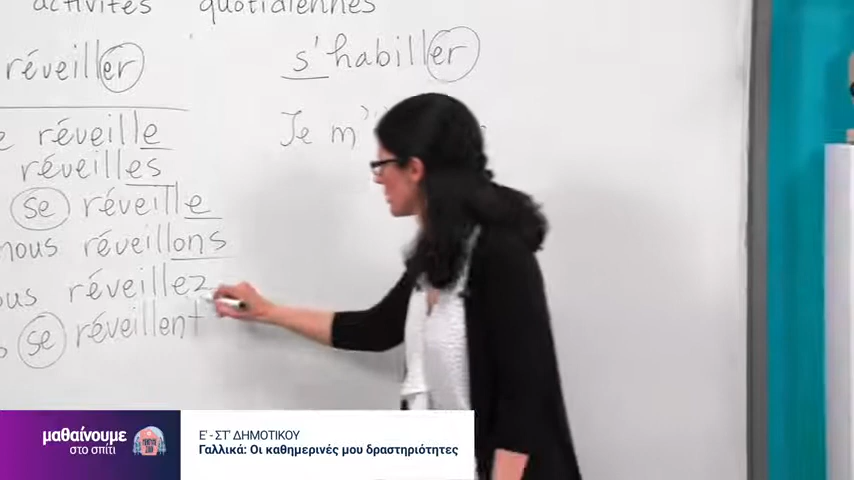 activités quotidiennes
réveiller
s'habiller
réveille
Je m'
réveilles
se réveille
nous réveillons
réveillez
se réveillent
μαθαίνουμε
στο σπίτι
Ε' - ΣΤ' ΔΗΜΟΤΙΚΟΥ
Γαλλικά: Οι καθημερινές μου δραστηριότητες